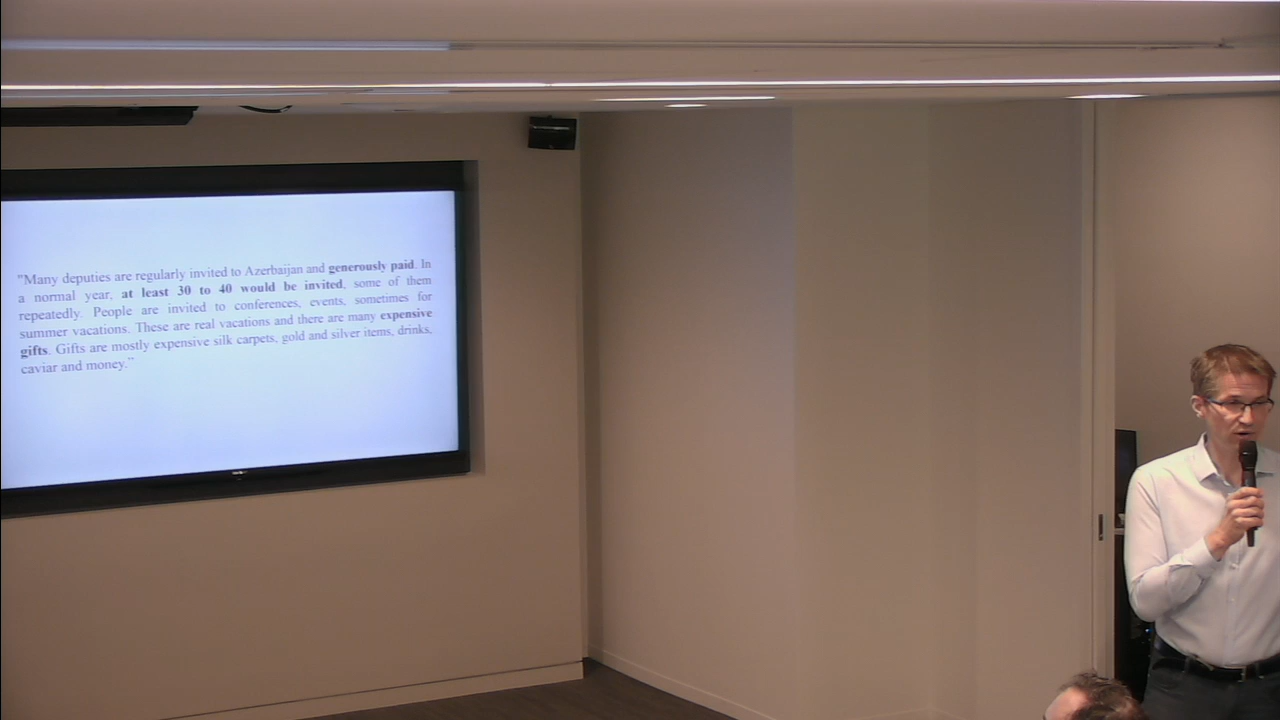 "Many deputies are regularly invited to Azerbaijan and generously paid. In
a normal year, at least 30 to 40 would be invited, some of them
repeatedly. People are invited to conferences, events, sometimes for
summer vacations. These are real vacations and there are many expensive
gifts. Gifts are mostly expensive silk carpets, gold and silver items, drinks,
caviar and money."